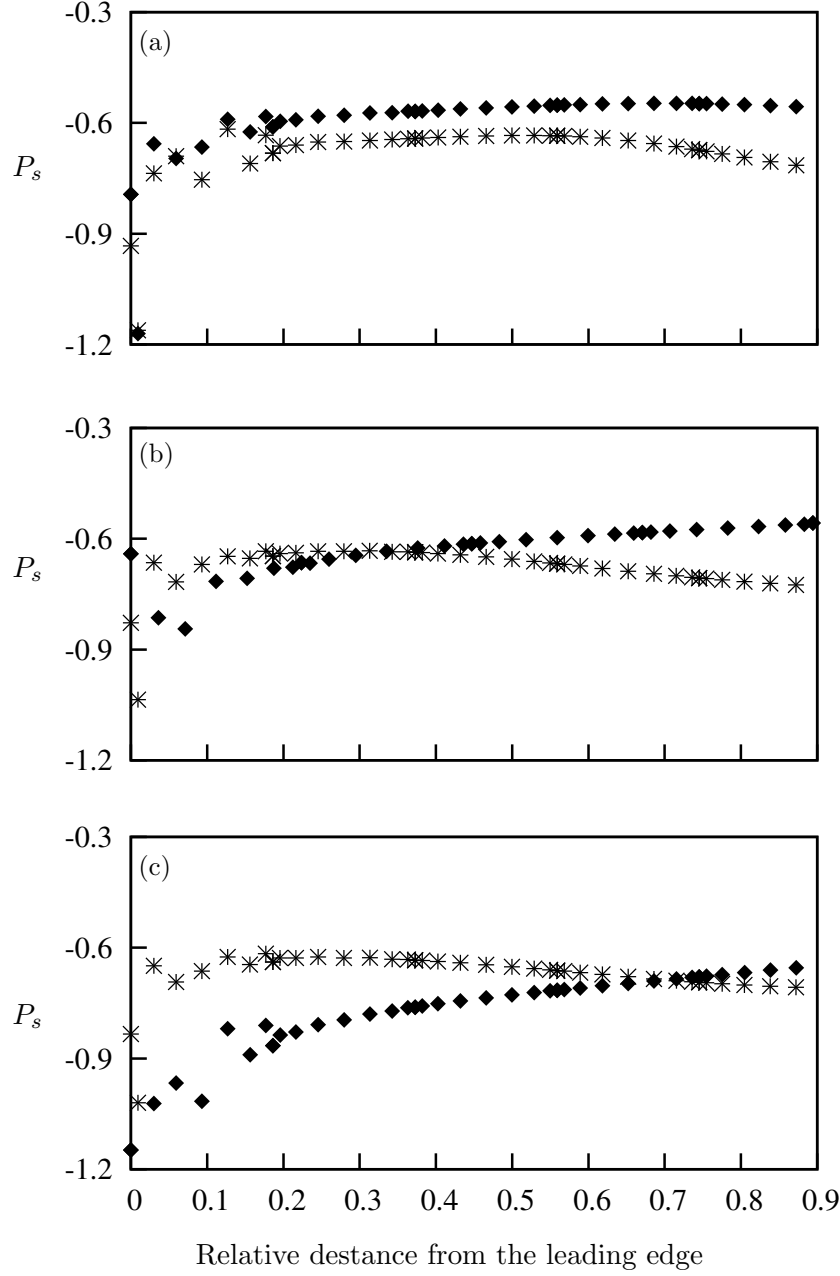 -0.3
(a)
-0.6
P_s
-0.9
-1.2
-0.3
(b)
-0.6
P_s
-0.9
-1.2
-0.3
(c)
-0.6
P_s
-0.9
-1.2
0 0.1 0.2 0.3 0.4 0.5 0.6 0.7 0.8 0.9
Relative destance from the leading edge